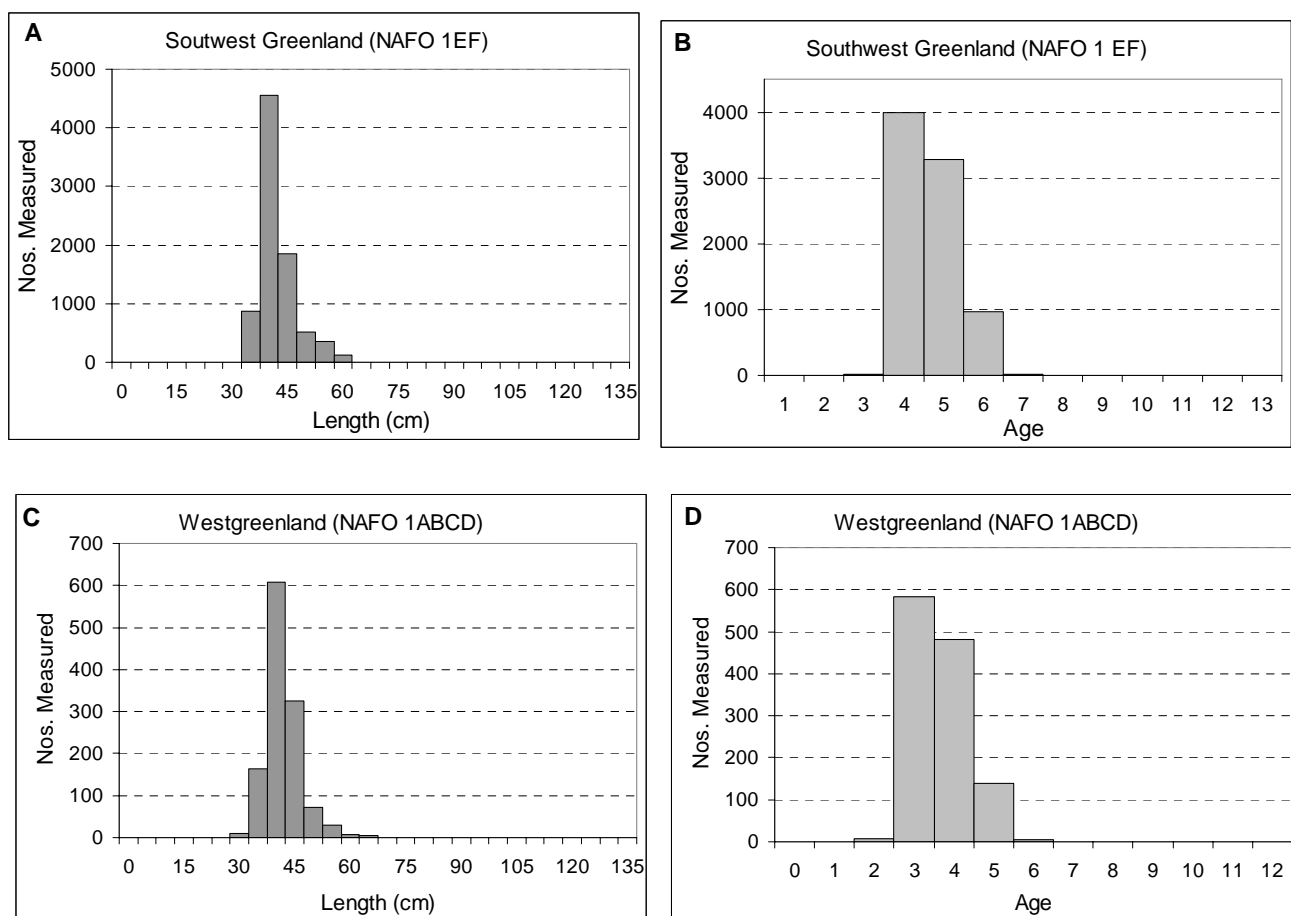 A
Soutwest Greenland (NAFO 1EF)
Nos. Measured
5000
4000
3000
2000
1000
0
0 15 30 45 60 75 90 105 120 135
Length (cm)
B
Southwest Greenland (NAFO 1 EF)
Nos. Measured
4000
3000
2000
1000
0
1 2 3 4 5 6 7 8 9 10 11 12 13
Age
C
Westgreenland (NAFO 1ABCD)
Nos. Measured
700
600
500
400
300
200
100
0
0 15 30 45 60 75 90 105 120 135
Length (cm)
D
Westgreenland (NAFO 1ABCD)
Nos. Measured
700
600
500
400
300
200
100
0
0 1 2 3 4 5 6 7 8 9 10 11 12
Age